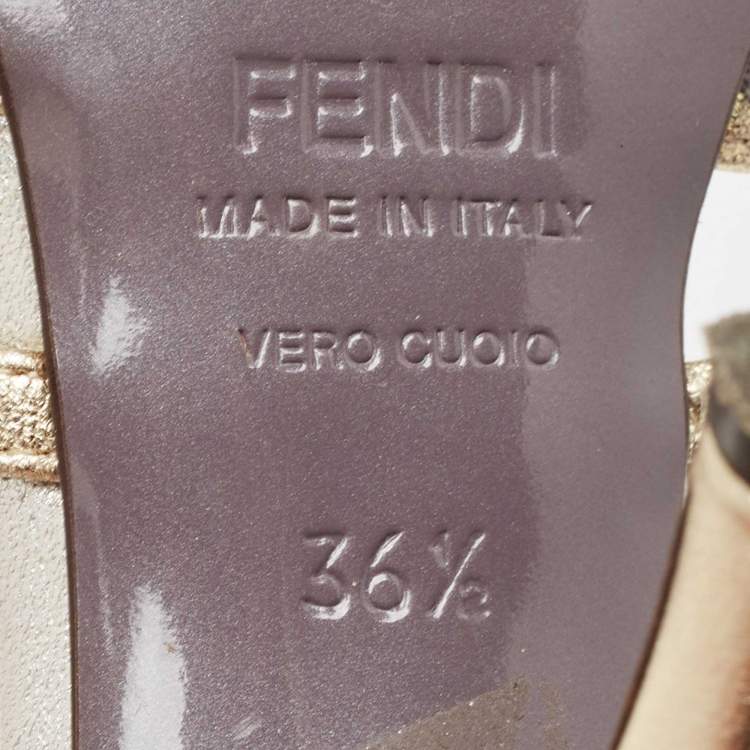 FENDI
MADE IN ITALY
VERO CUOIO
36½